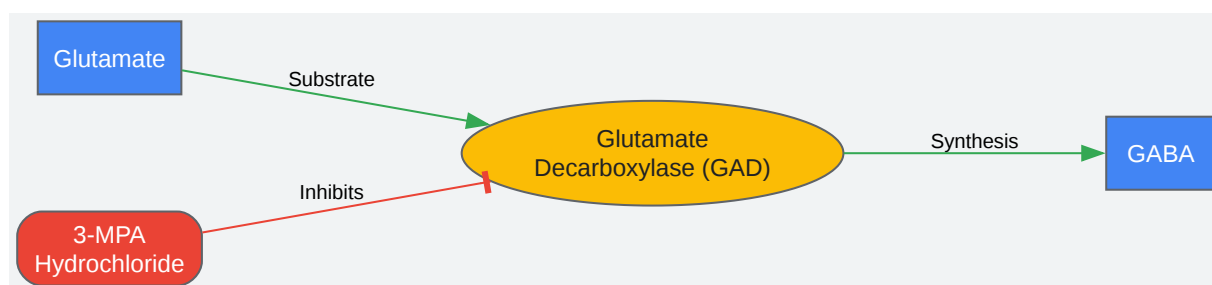 Glutamate
Substrate
Glutamate
Decarboxylase (GAD)
Synthesis
GABA
Inhibits
3-MPA
Hydrochloride